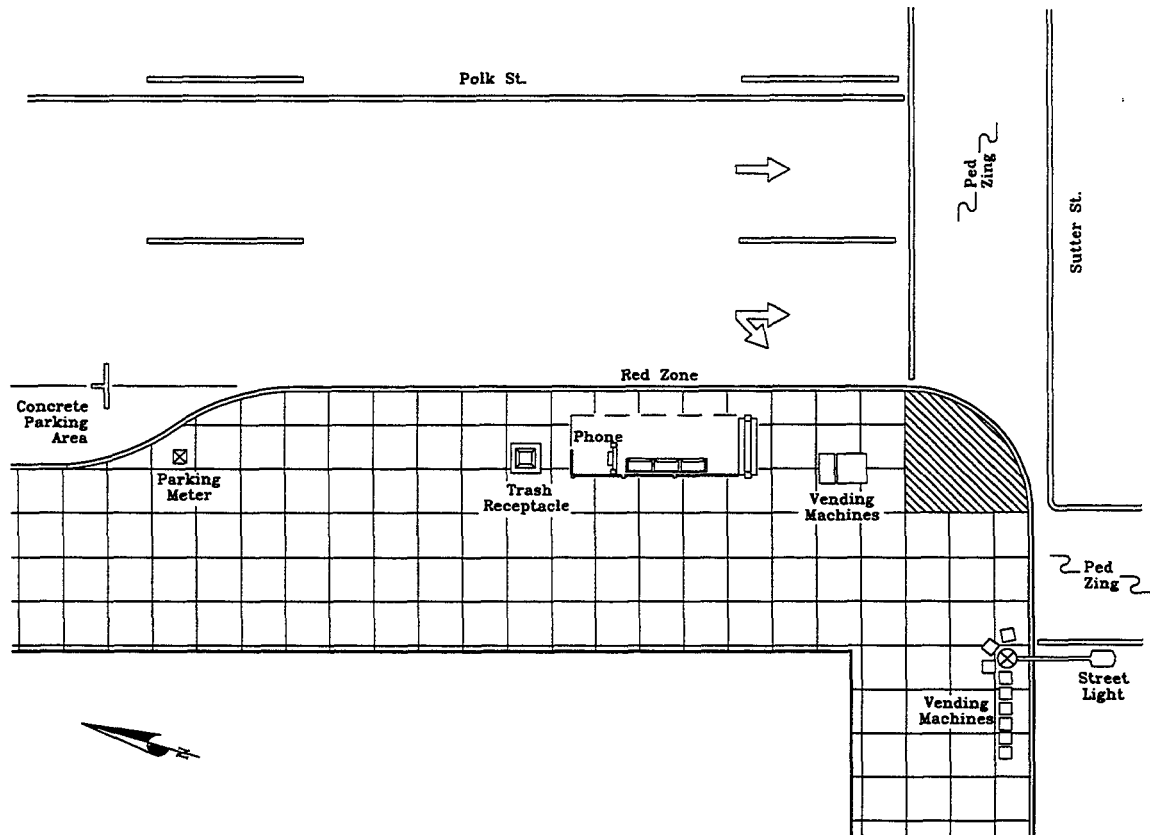 Polk St.
Ped
Zing
Sutter St.
Red Zone
Concrete
Parking
Area
Phone
Parking
Meter
Trash
Receptacle
Vending
Machines
Ped
Zing
Street
Light
Vending
Machines
N